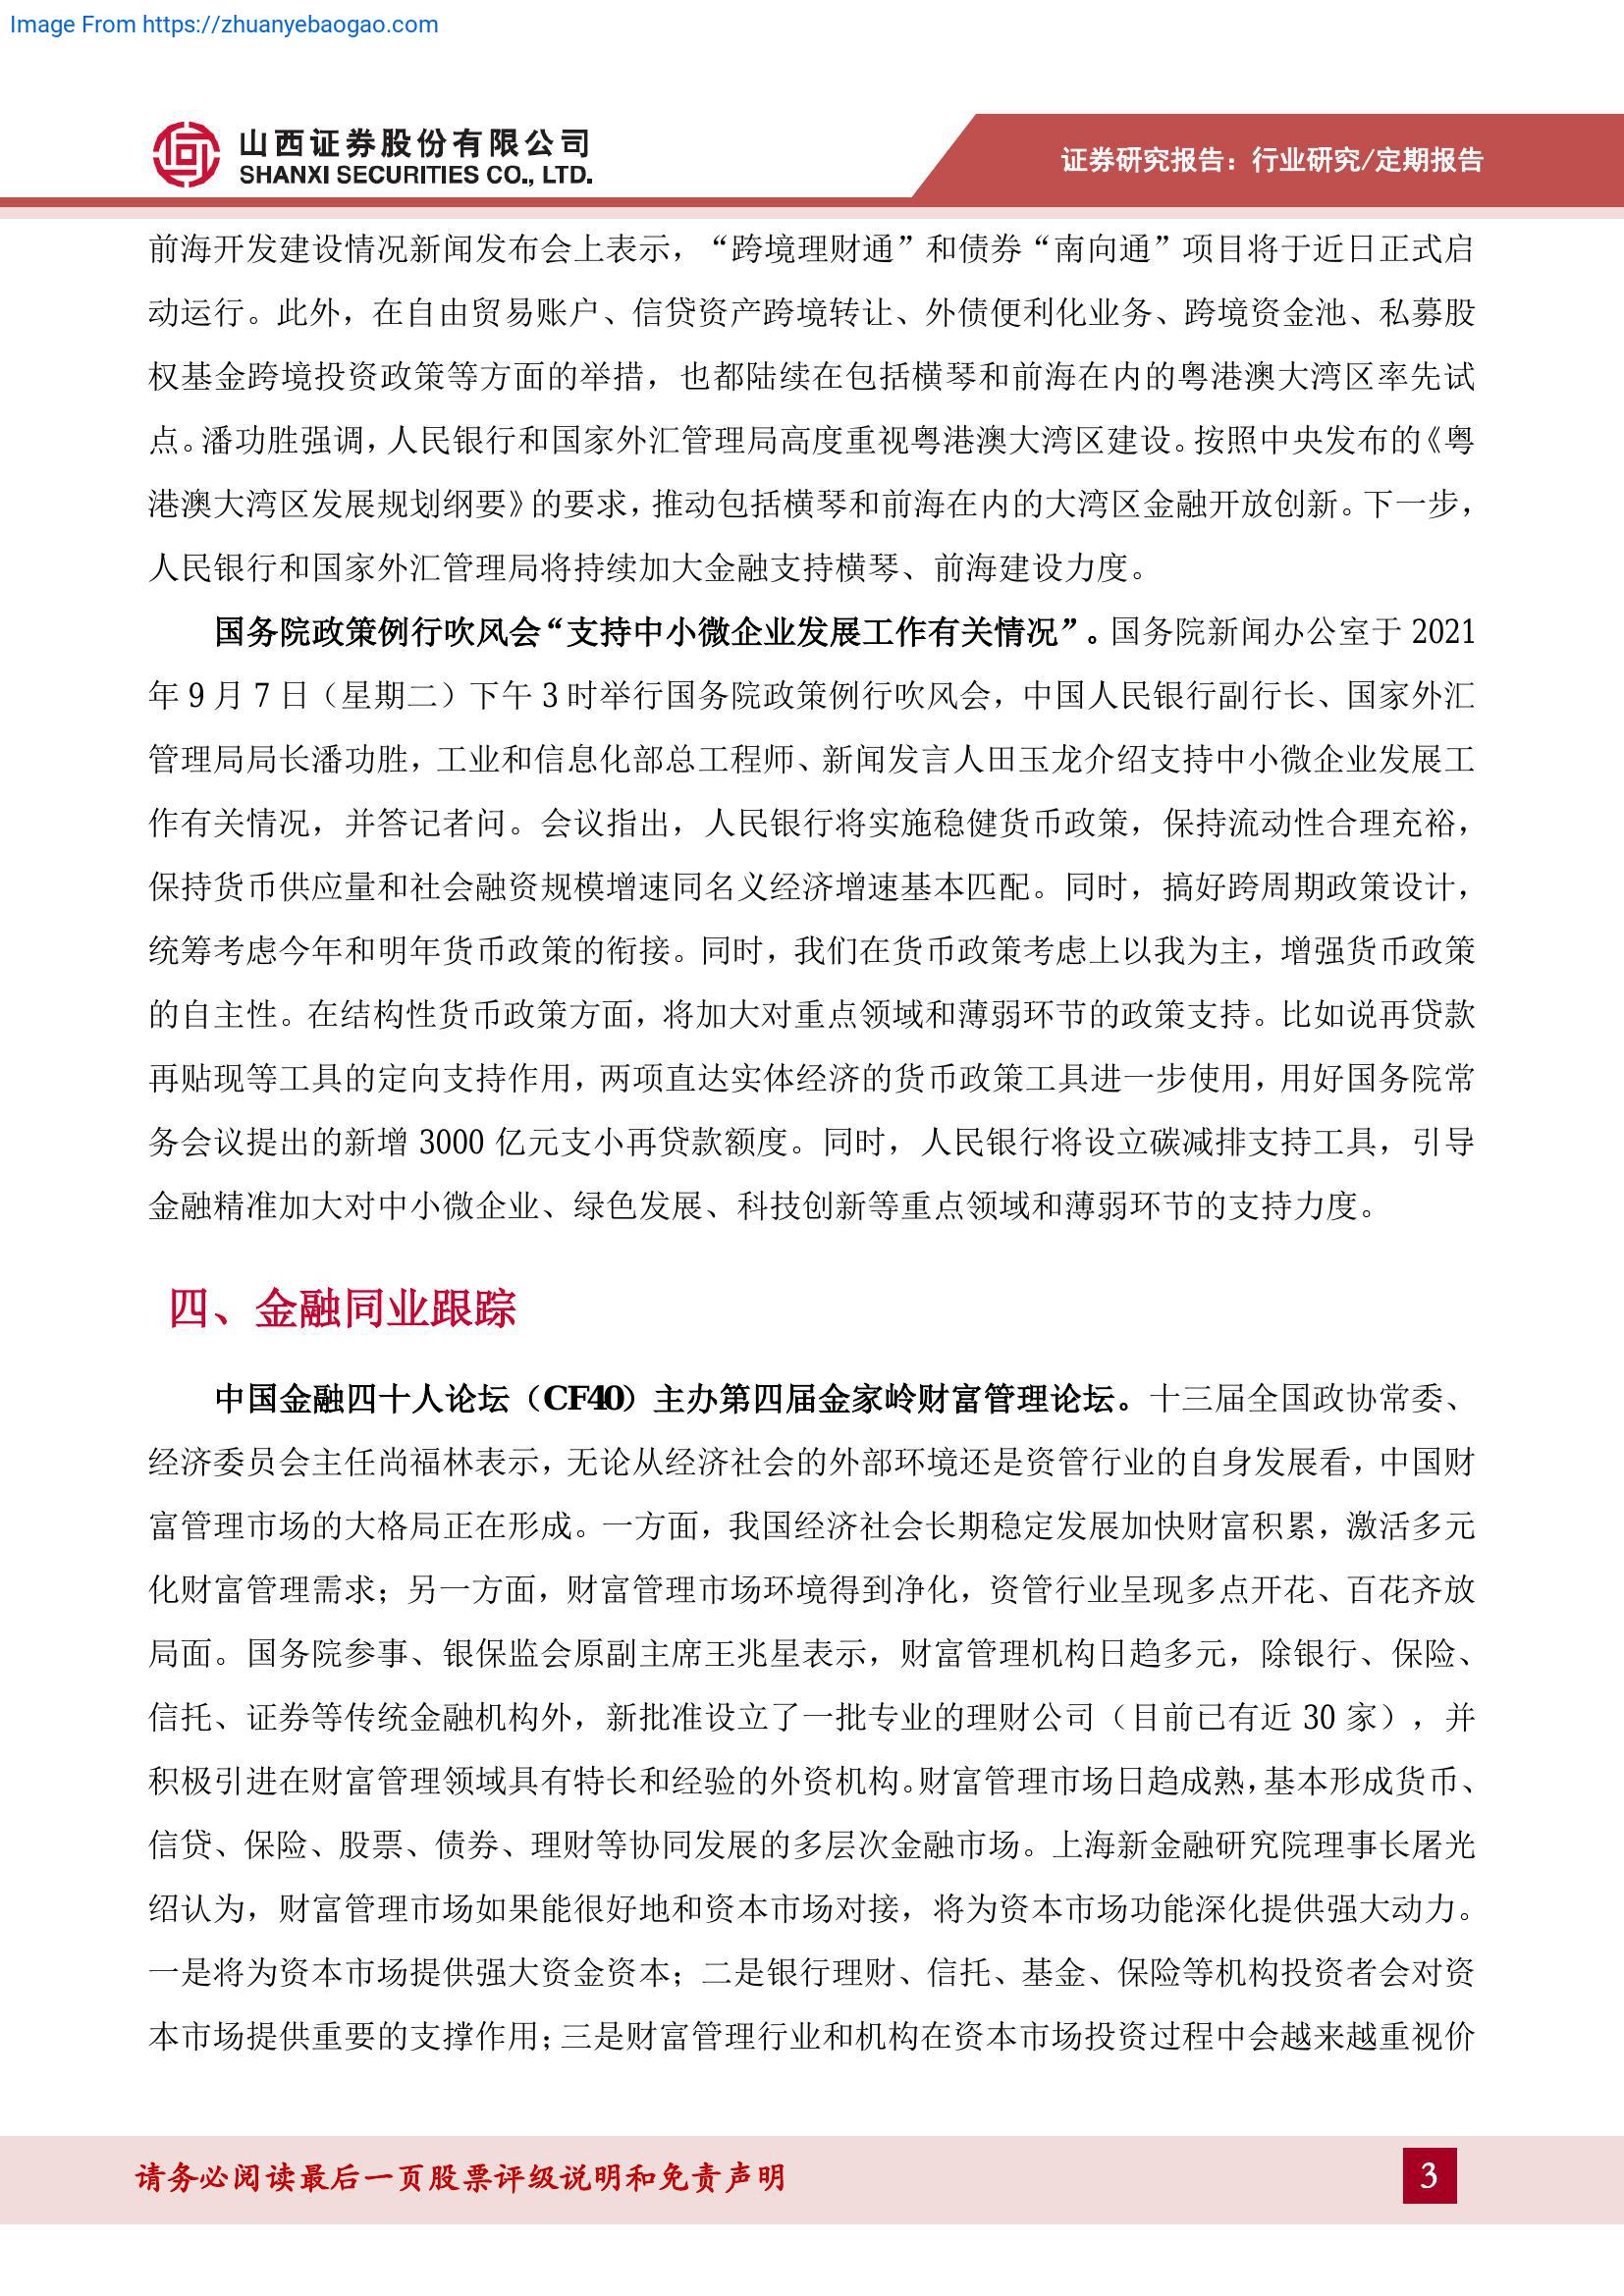 Image From https://zhuanyebaogao.com
山西证券股份有限公司
SHANXI SECURITIES CO., LTD.
证券研究报告：行业研究/定期报告
前海开发建设情况新闻发布会上表示，“跨境理财通”和债券“南向通”项目将于近日正式启
动运行。此外，在自由贸易账户、信贷资产跨境转让、外债便利化业务、跨境资金池、私募股
权基金跨境投资政策等方面的举措，也都陆续在包括横琴和前海在内的粤港澳大湾区率先试
点。潘功胜强调，人民银行和国家外汇管理局高度重视粤港澳大湾区建设。按照中央发布的《粤
港澳大湾区发展规划纲要》的要求，推动包括横琴和前海在内的大湾区金融开放创新。下一步，
人民银行和国家外汇管理局将持续加大金融支持横琴、前海建设力度。
国务院政策例行吹风会“支持中小微企业发展工作有关情况”。国务院新闻办公室于 2021
年 9 月 7 日（星期二）下午 3 时举行国务院政策例行吹风会，中国人民银行副行长、国家外汇
管理局局长潘功胜，工业和信息化部总工程师、新闻发言人田玉龙介绍支持中小微企业发展工
作有关情况，并答记者问。会议指出，人民银行将实施稳健货币政策，保持流动性合理充裕，
保持货币供应量和社会融资规模增速同名义经济增速基本匹配。同时，搞好跨周期政策设计，
统筹考虑今年和明年货币政策的衔接。同时，我们在货币政策考虑上以我为主，增强货币政策
的自主性。在结构性货币政策方面，将加大对重点领域和薄弱环节的政策支持。比如说再贷款
再贴现等工具的定向支持作用，两项直达实体经济的货币政策工具进一步使用，用好国务院常
务会议提出的新增 3000 亿元支小再贷款额度。同时，人民银行将设立碳减排支持工具，引导
金融精准加大对中小微企业、绿色发展、科技创新等重点领域和薄弱环节的支持力度。
四、金融同业跟踪
中国金融四十人论坛（CF40）主办第四届金家岭财富管理论坛。十三届全国政协常委、
经济委员会主任尚福林表示，无论从经济社会的外部环境还是资管行业的自身发展看，中国财
富管理市场的大格局正在形成。一方面，我国经济社会长期稳定发展加快财富积累，激活多元
化财富管理需求；另一方面，财富管理市场环境得到净化，资管行业呈现多点开花、百花齐放
局面。国务院参事、银保监会原副主席王兆星表示，财富管理机构日趋多元，除银行、保险、
信托、证券等传统金融机构外，新批准设立了一批专业的理财公司（目前已有近 30 家），并
积极引进在财富管理领域具有特长和经验的外资机构。财富管理市场日趋成熟，基本形成货币、
信贷、保险、股票、债券、理财等协同发展的多层次金融市场。上海新金融研究院理事长屠光
绍认为，财富管理市场如果能很好地和资本市场对接，将为资本市场功能深化提供强大动力。
一是将为资本市场提供强大资金资本；二是银行理财、信托、基金、保险等机构投资者会对资
本市场提供重要的支撑作用；三是财富管理行业和机构在资本市场投资过程中会越来越重视价
请务必阅读最后一页股票评级说明和免责声明
3